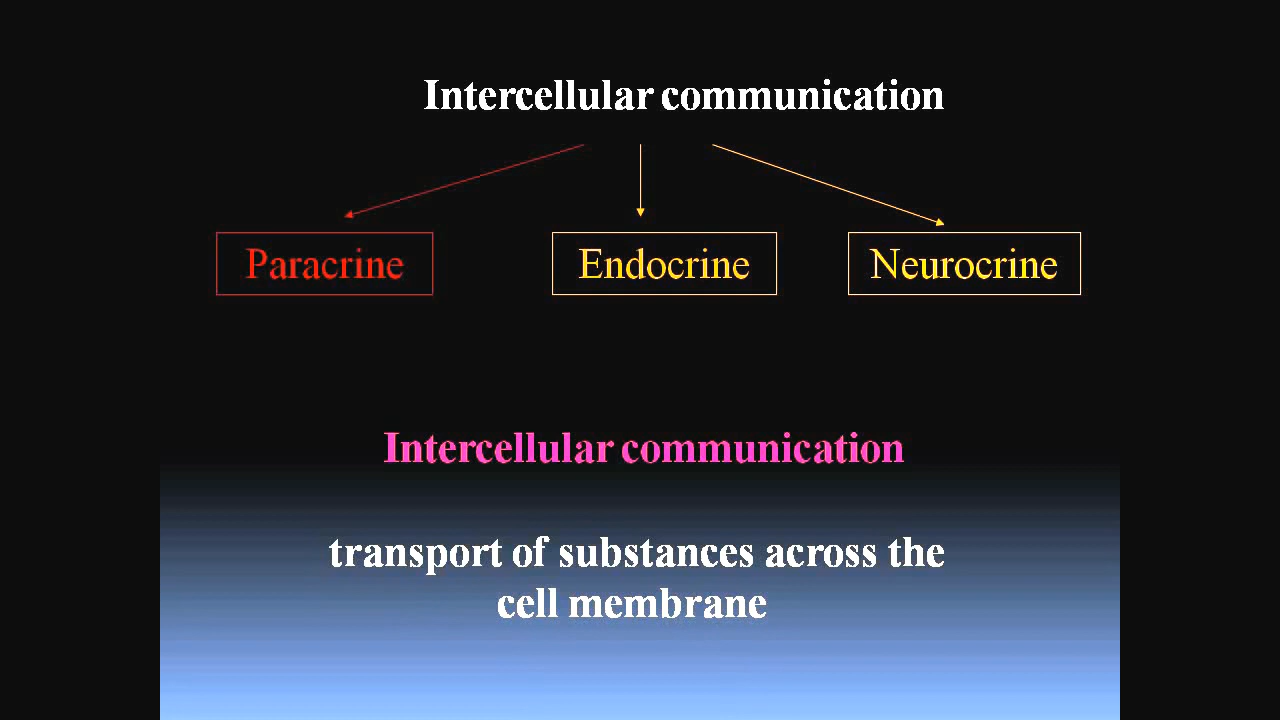 Intercellular communication
Paracrine
Endocrine
Neurocrine
Intercellular communication
transport of substances across the
cell membrane